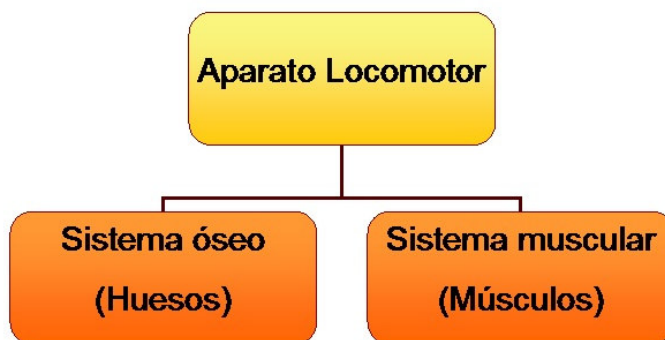 Aparato Locomotor
Sistema óseo
(Huesos)
Sistema muscular
(Músculos)